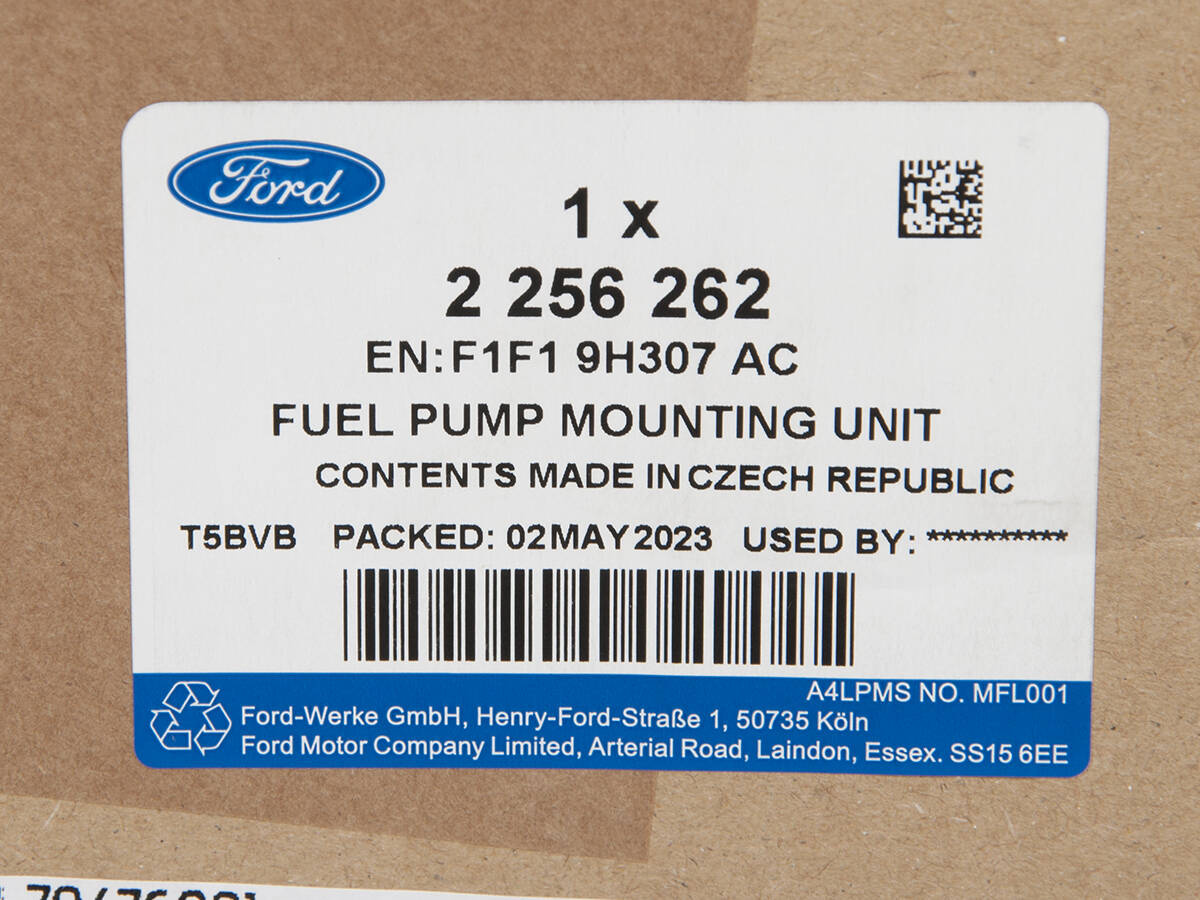 Ford
1 x
2 256 262
EN: F1F1 9H307 AC
FUEL PUMP MOUNTING UNIT
CONTENTS MADE IN CZECH REPUBLIC
T5BVB PACKED: 02MAY2023 USED BY: **********
A4LPMS NO. MFL001
Ford-Werke GmbH, Henry-Ford-Straße 1, 50735 Köln
Ford Motor Company Limited, Arterial Road, Laindon, Essex. SS15 6EE